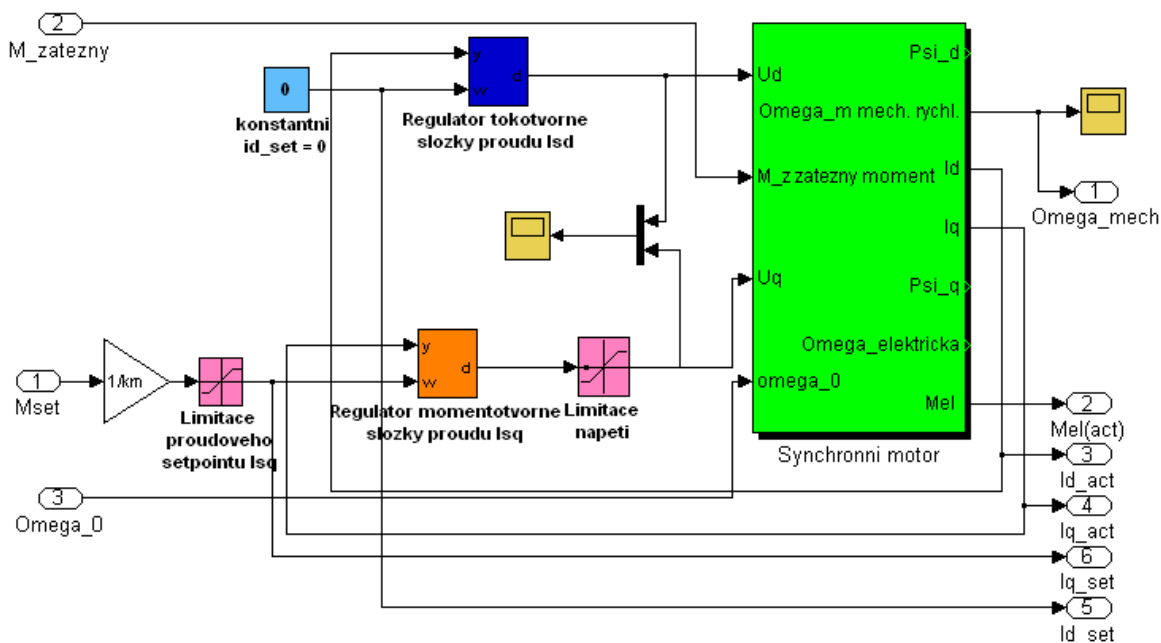 2
M_zatezny
0
konstantni
id_set = 0
y
w
d
Regulator tokotvorne
slozky proudu Isd
Ud
Omega_m mech. rychl.
M_z zatezny moment
Uq
omega_0
Psi_d
Id
Iq
Psi_q
Omega_elektricka
Mel
Synchronni motor
1
Omega_mech
1
Mset
1/km
Limitace
proudoveho
setpointu Isq
y
w
d
Regulator momentotvorne
slozky proudu Isq
Limitace
napeti
3
Omega_0
2
Mel(act)
3
Id_act
4
Iq_act
6
Iq_set
5
Id_set